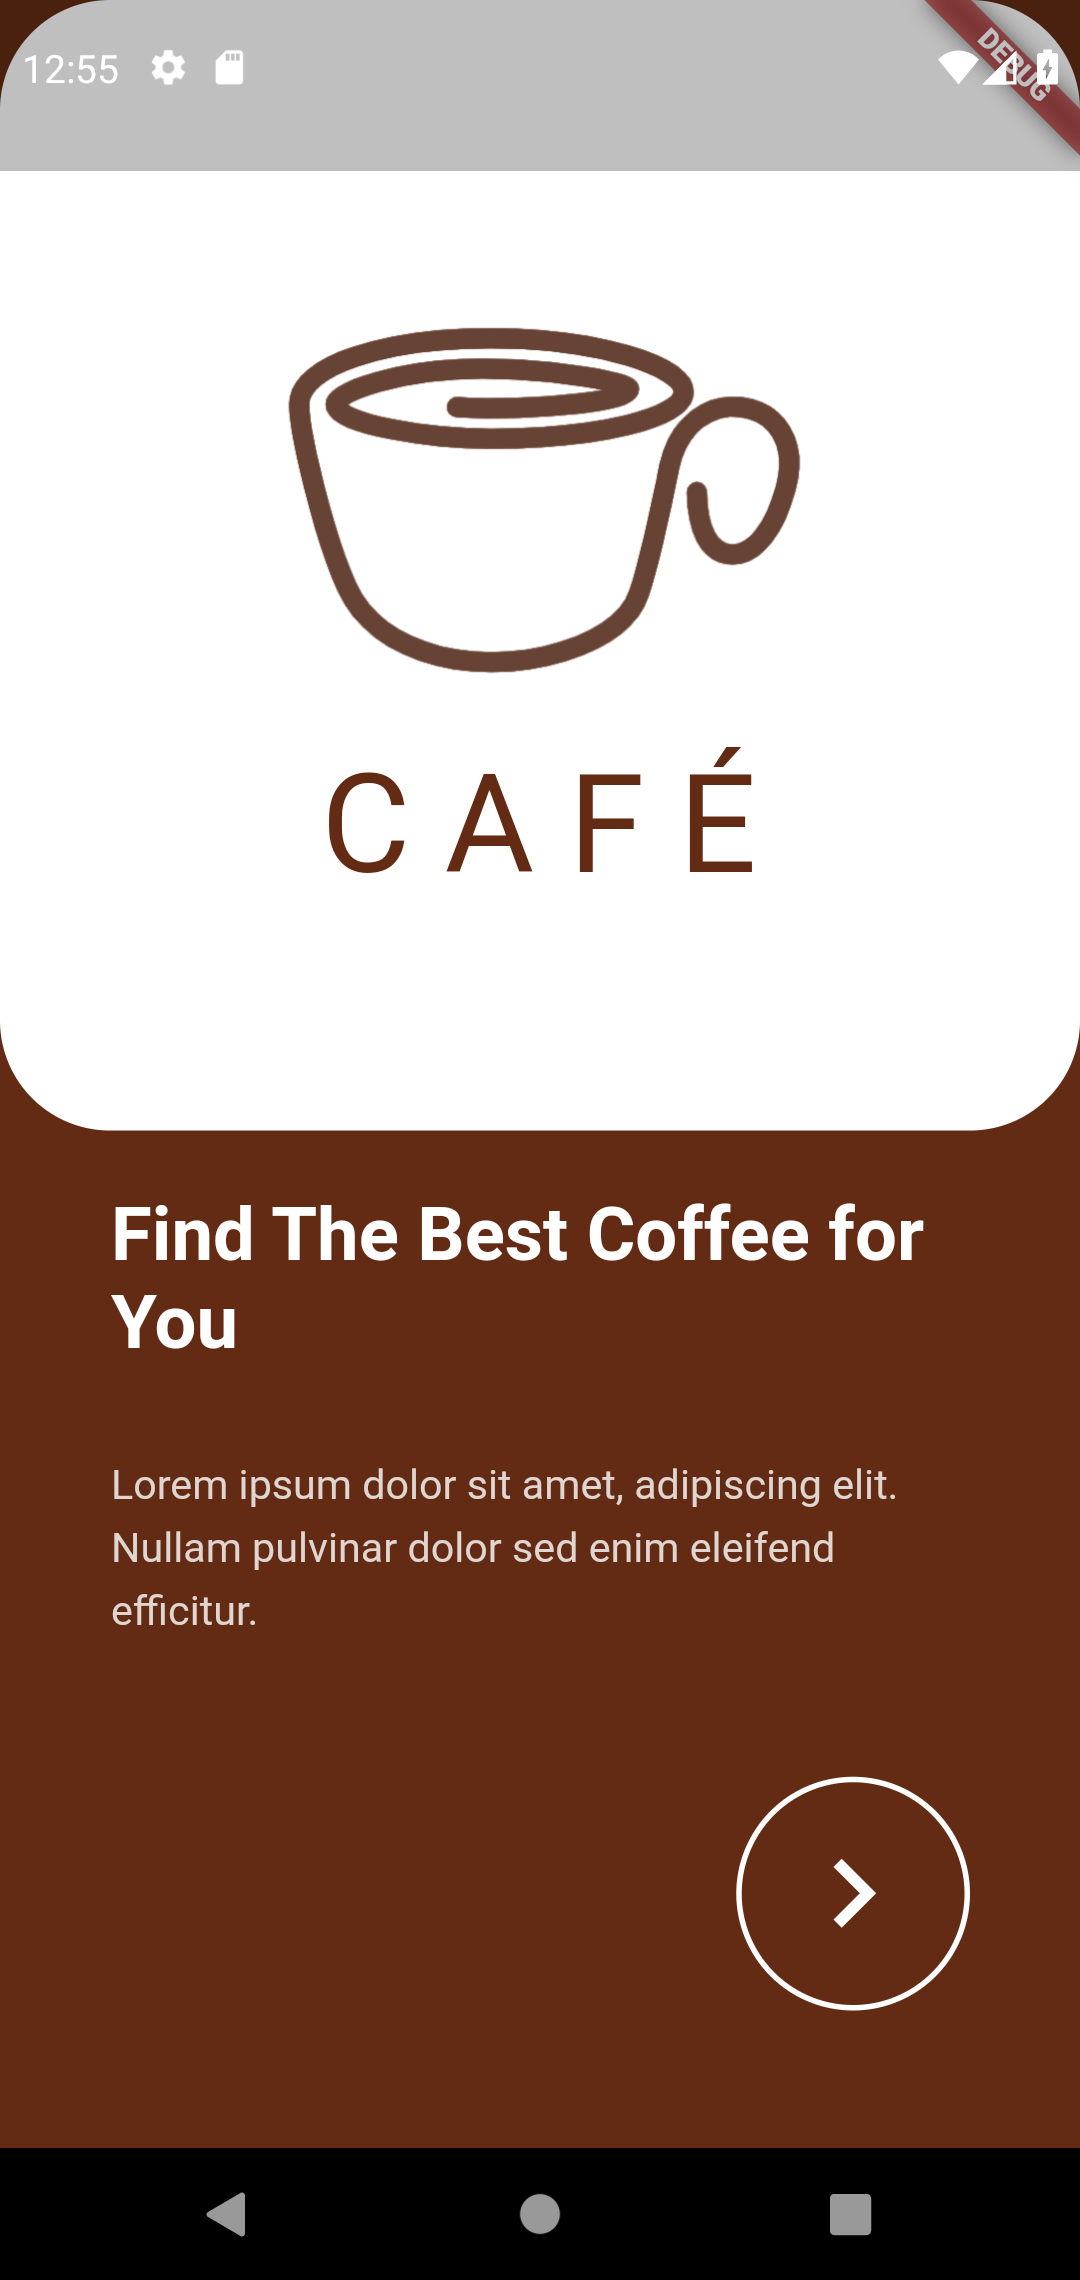 12:55
DEBUG
CAFÉ
Find The Best Coffee for
You
Lorem ipsum dolor sit amet, adipiscing elit.
Nullam pulvinar dolor sed enim eleifend
efficitur.